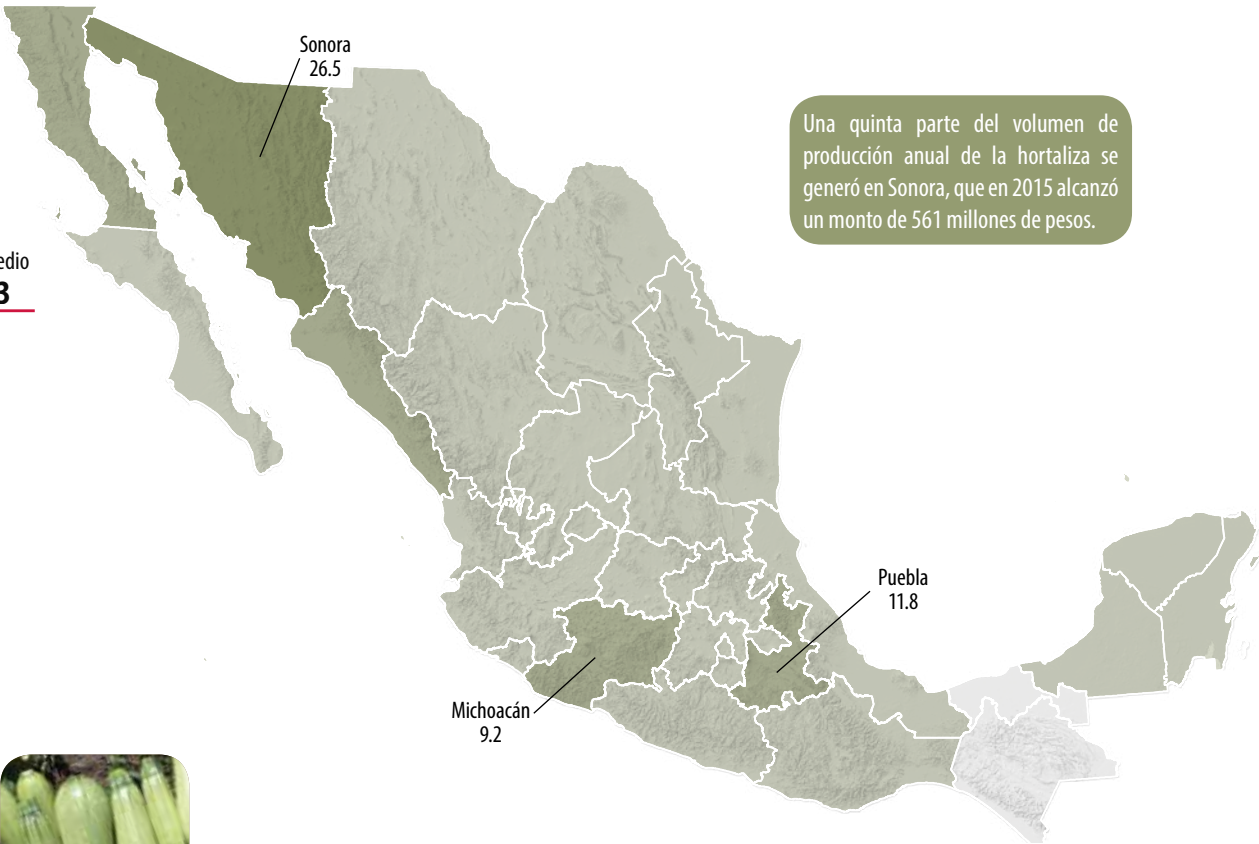 Sonora
26.5
Una quinta parte del volumen de
producción anual de la hortaliza se
generó en Sonora, que en 2015 alcanzó
un monto de 561 millones de pesos.
edio
3
Puebla
11.8
Michoacán
9.2